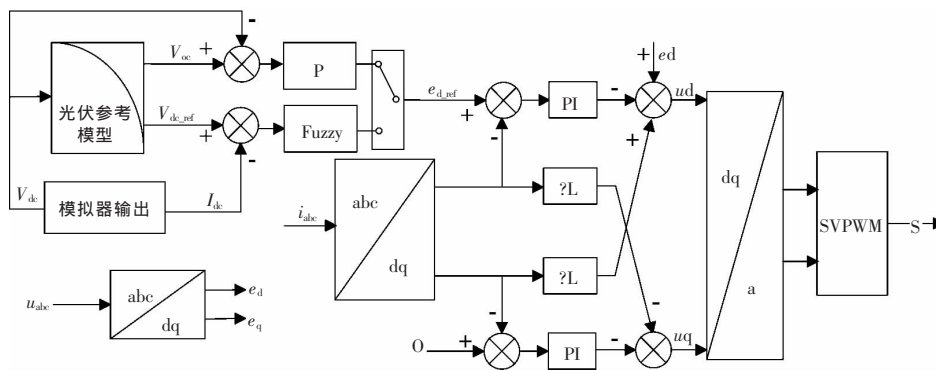 -
V_oc
+
P
光伏参考
模型
V_dc_ref
+
-
Fuzzy
V_dc
模拟器输出
I_dc
e_d_ref
+
-
PI
-
+
ed
ud
+
i_abc
abc
dq
?L
?L
-
dq
a
SVPWM
S
u_abc
abc
dq
e_d
e_q
O
+
-
PI
-
uq